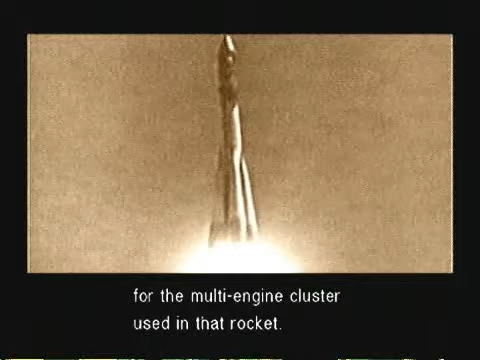 for the multi-engine cluster
used in that rocket.